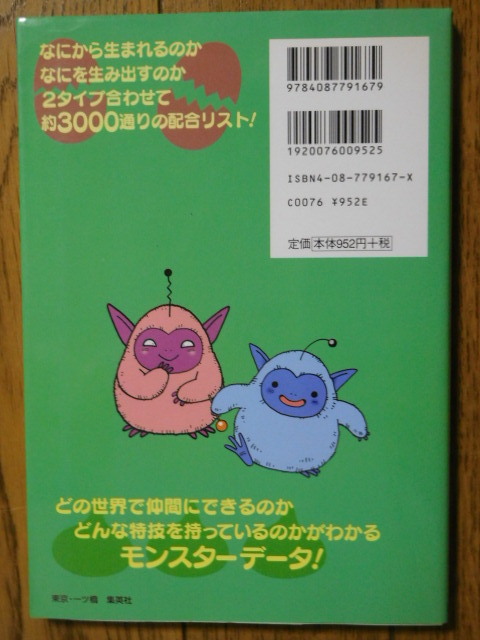 なにから生まれるのか
なにを生み出すのか
2タイプ合わせて
約3000通りの配合リスト!
9784087791679
1920076009525
ISBN4-08-779167-X
C0076 ¥952E
定価 本体952円+税
どの世界で仲間にできるのか
どんな特技を持っているのかがわかる
モンスターデータ!
東京・一ツ橋 集英社